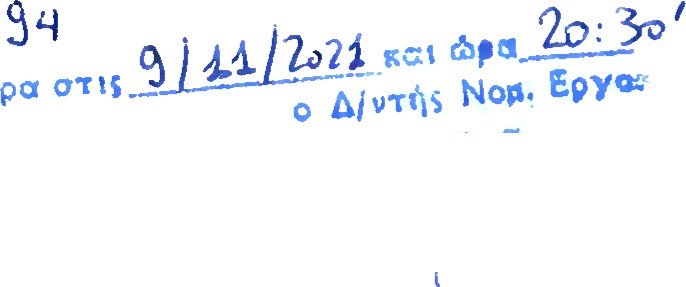 94
ρα στις 9/11/2021 και ώρα 20:30'
ο Δ/ντής Νομ. Εργασ